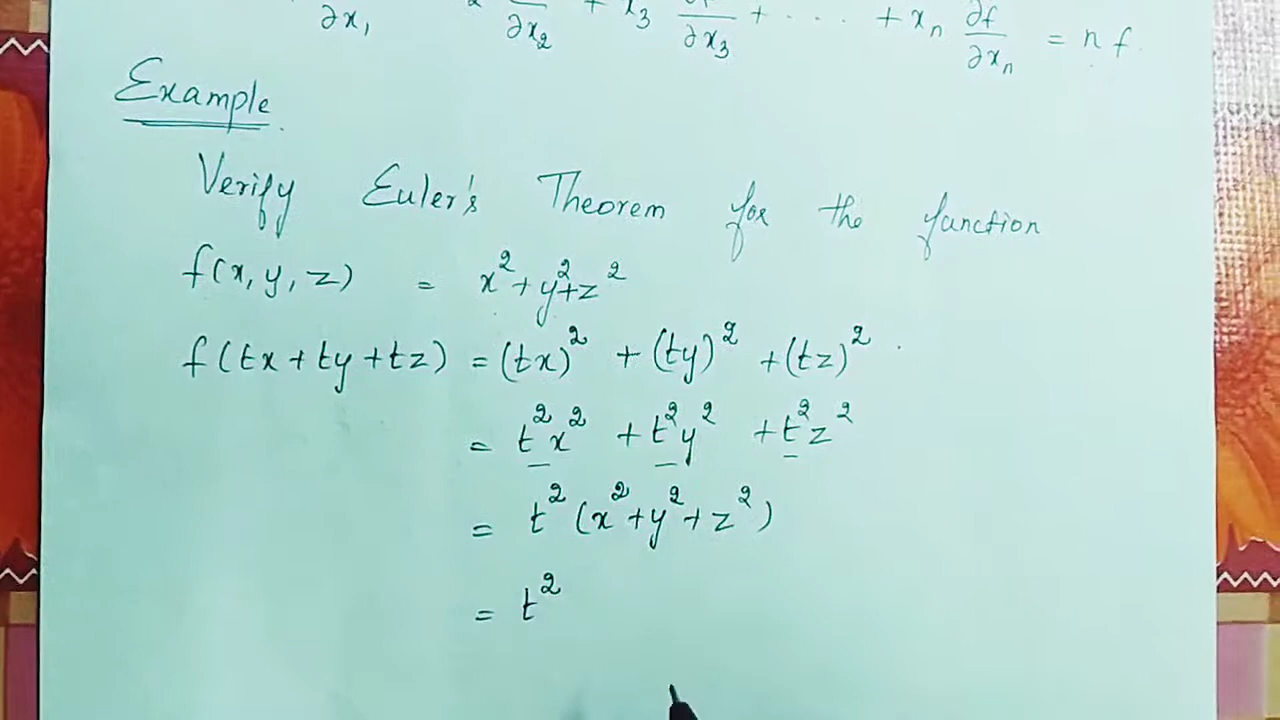 ∂x₁ ∂x₂ + x₃ ∂f/∂x₃ + . . . . + xₙ ∂f/∂xₙ = n f.
Example
Verify Euler's Theorem for the function
f(x, y, z) = x² + y² + z²
f(tx + ty + tz) = (tx)² + (ty)² + (tz)².
= t²x² + t²y² + t²z²
= t² (x² + y² + z²)
= t²